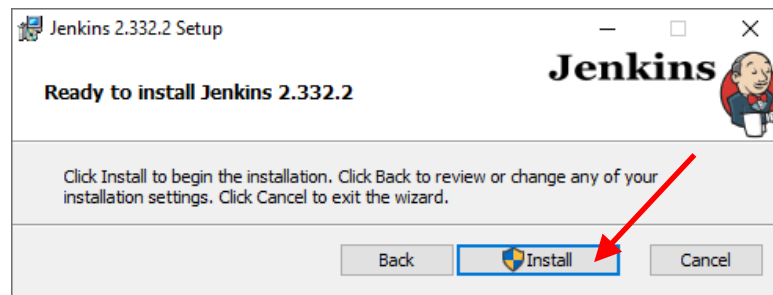 Jenkins 2.332.2 Setup
Jenkins
Ready to install Jenkins 2.332.2
Click Install to begin the installation. Click Back to review or change any of your
installation settings. Click Cancel to exit the wizard.
Back
Install
Cancel